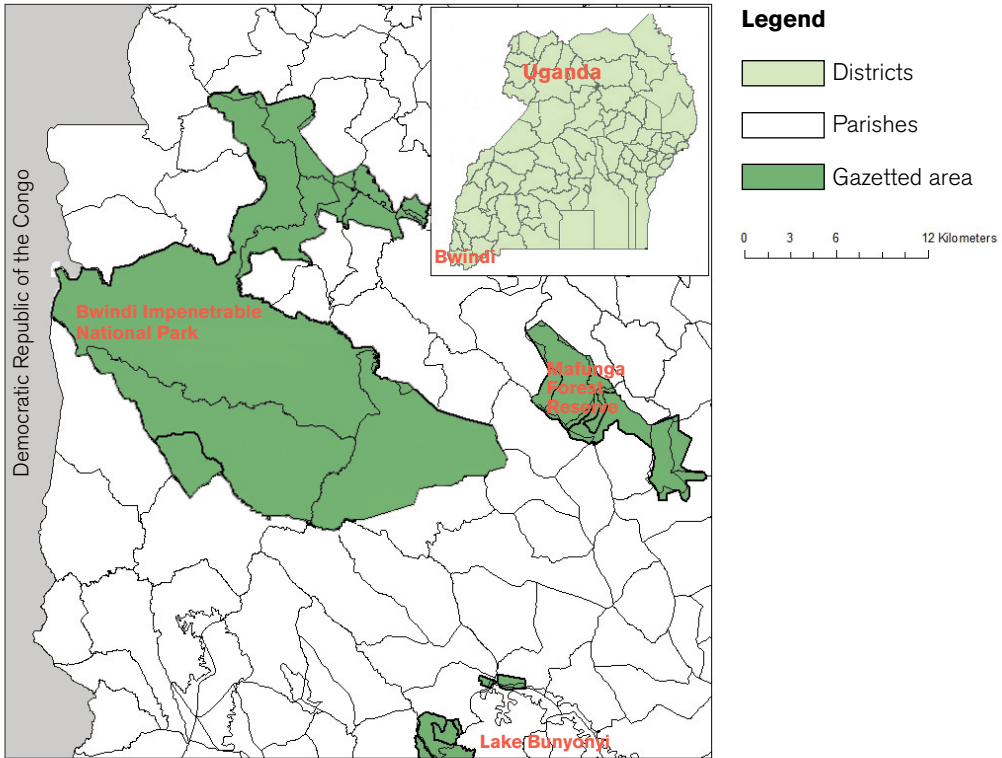 Democratic Republic of the Congo
Uganda
Bwindi
Bwindi Impenetrable
National Park
Mafunga
Forest
Reserve
Lake Bunyonyi
Legend
Districts
Parishes
Gazetted area
0 3 6 12 Kilometers